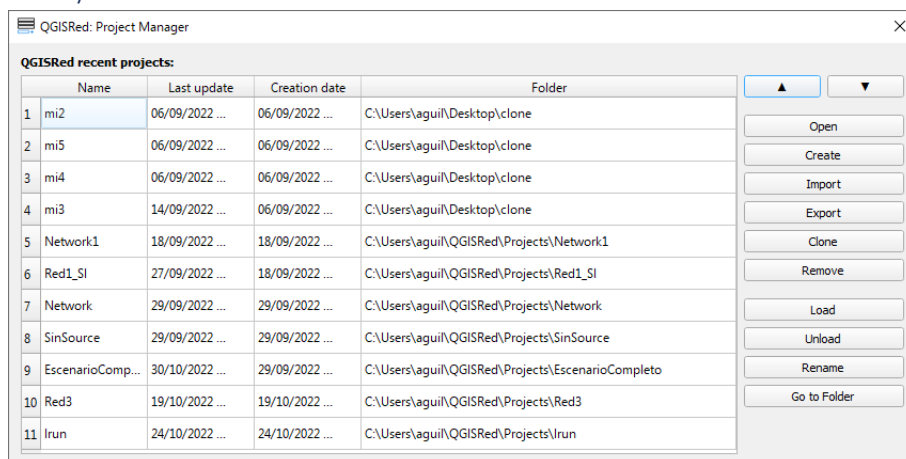 QGISRed: Project Manager
QGISRed recent projects:
Name Last update Creation date Folder
▲ ▼
1 mi2 06/09/2022 ... 06/09/2022 ... C:\Users\aguil\Desktop\clone
Open
2 mi5 06/09/2022 ... 06/09/2022 ... C:\Users\aguil\Desktop\clone
Create
3 mi4 06/09/2022 ... 06/09/2022 ... C:\Users\aguil\Desktop\clone
Import
4 mi3 14/09/2022 ... 06/09/2022 ... C:\Users\aguil\Desktop\clone
Export
5 Network1 18/09/2022 ... 18/09/2022 ... C:\Users\aguil\QGISRed\Projects\Network1
Clone
6 Red1_SI 27/09/2022 ... 18/09/2022 ... C:\Users\aguil\QGISRed\Projects\Red1_SI
Remove
7 Network 29/09/2022 ... 29/09/2022 ... C:\Users\aguil\QGISRed\Projects\Network
Load
8 SinSource 29/09/2022 ... 29/09/2022 ... C:\Users\aguil\QGISRed\Projects\SinSource
Unload
9 EscenarioComp... 30/10/2022 ... 29/09/2022 ... C:\Users\aguil\QGISRed\Projects\EscenarioCompleto
Rename
10 Red3 19/10/2022 ... 19/10/2022 ... C:\Users\aguil\QGISRed\Projects\Red3
Go to Folder
11 Irun 24/10/2022 ... 24/10/2022 ... C:\Users\aguil\QGISRed\Projects\Irun